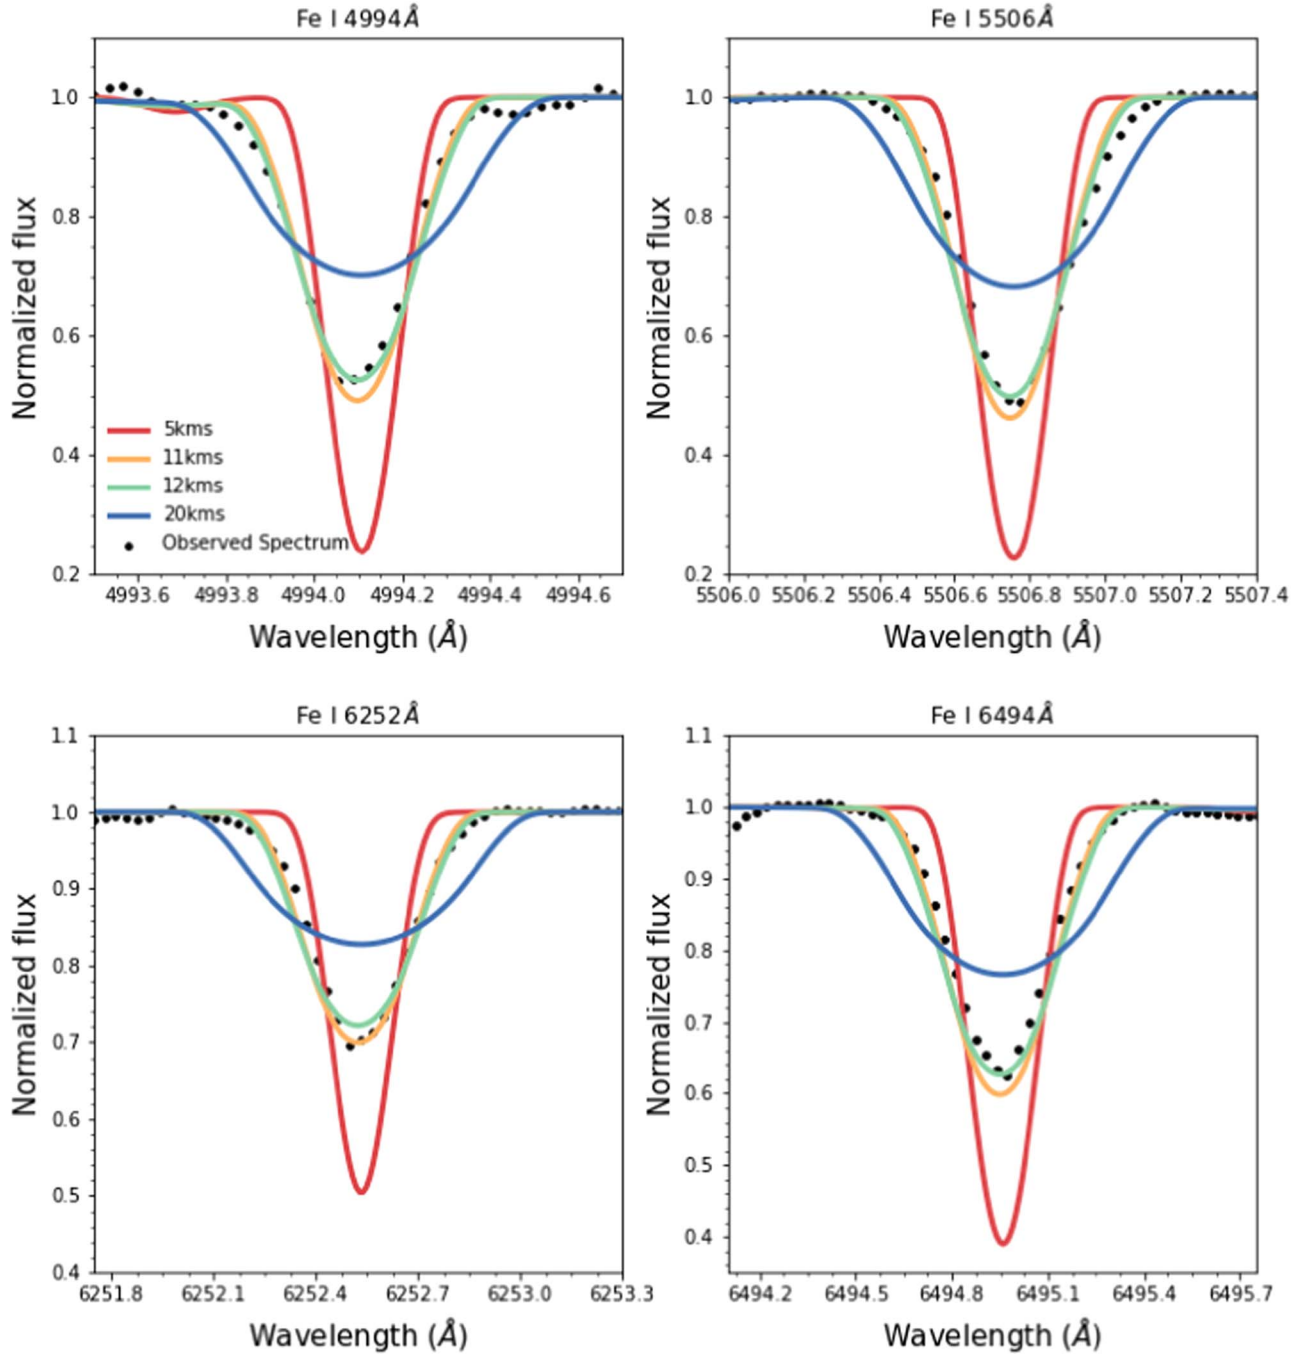 Fe I 4994Å
1.0
0.8
0.6
0.4
0.2
Normalized flux
5kms
11kms
12kms
20kms
Observed Spectrum
4993.6 4993.8 4994.0 4994.2 4994.4 4994.6
Wavelength (Å)
Fe I 5506Å
1.0
0.8
0.6
0.4
0.2
Normalized flux
5506.0 5506.2 5506.4 5506.6 5506.8 5507.0 5507.2 5507.4
Wavelength (Å)
Fe I 6252Å
1.1
1.0
0.9
0.8
0.7
0.6
0.5
0.4
Normalized flux
6251.8 6252.1 6252.4 6252.7 6253.0 6253.3
Wavelength (Å)
Fe I 6494Å
1.1
1.0
0.9
0.8
0.7
0.6
0.5
0.4
Normalized flux
6494.2 6494.5 6494.8 6495.1 6495.4 6495.7
Wavelength (Å)